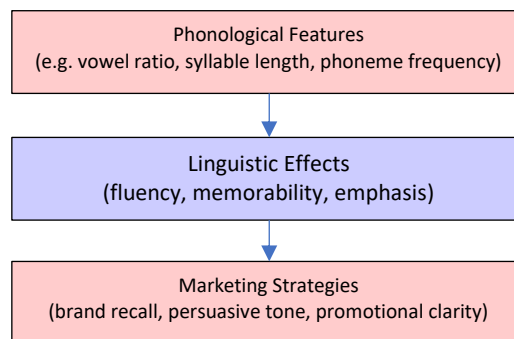 Phonological Features
(e.g. vowel ratio, syllable length, phoneme frequency)
Linguistic Effects
(fluency, memorability, emphasis)
Marketing Strategies
(brand recall, persuasive tone, promotional clarity)